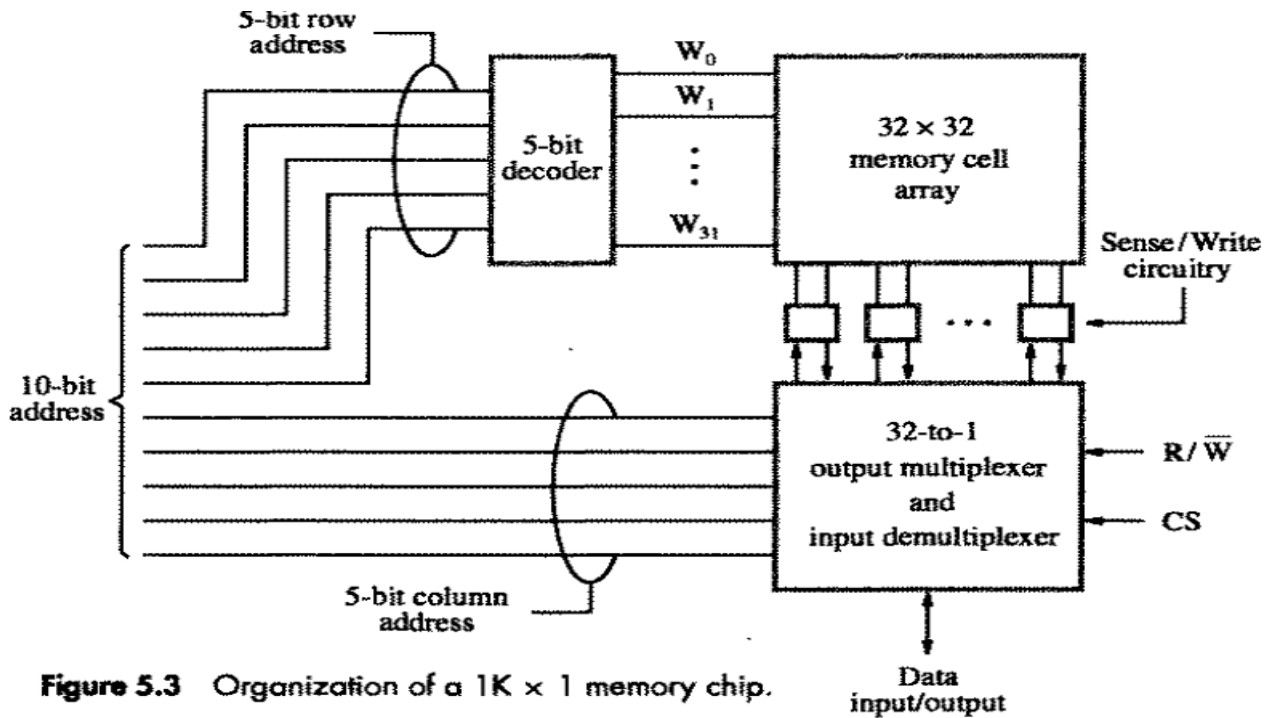 5-bit row
address
W₀
W₁
5-bit
decoder
⋮
W₃₁
32 × 32
memory cell
array
Sense/Write
circuitry
...
10-bit
address
32-to-1
output multiplexer
and
input demultiplexer
R/W̅
CS
5-bit column
address
Data
input/output
Figure 5.3 Organization of a 1K × 1 memory chip.